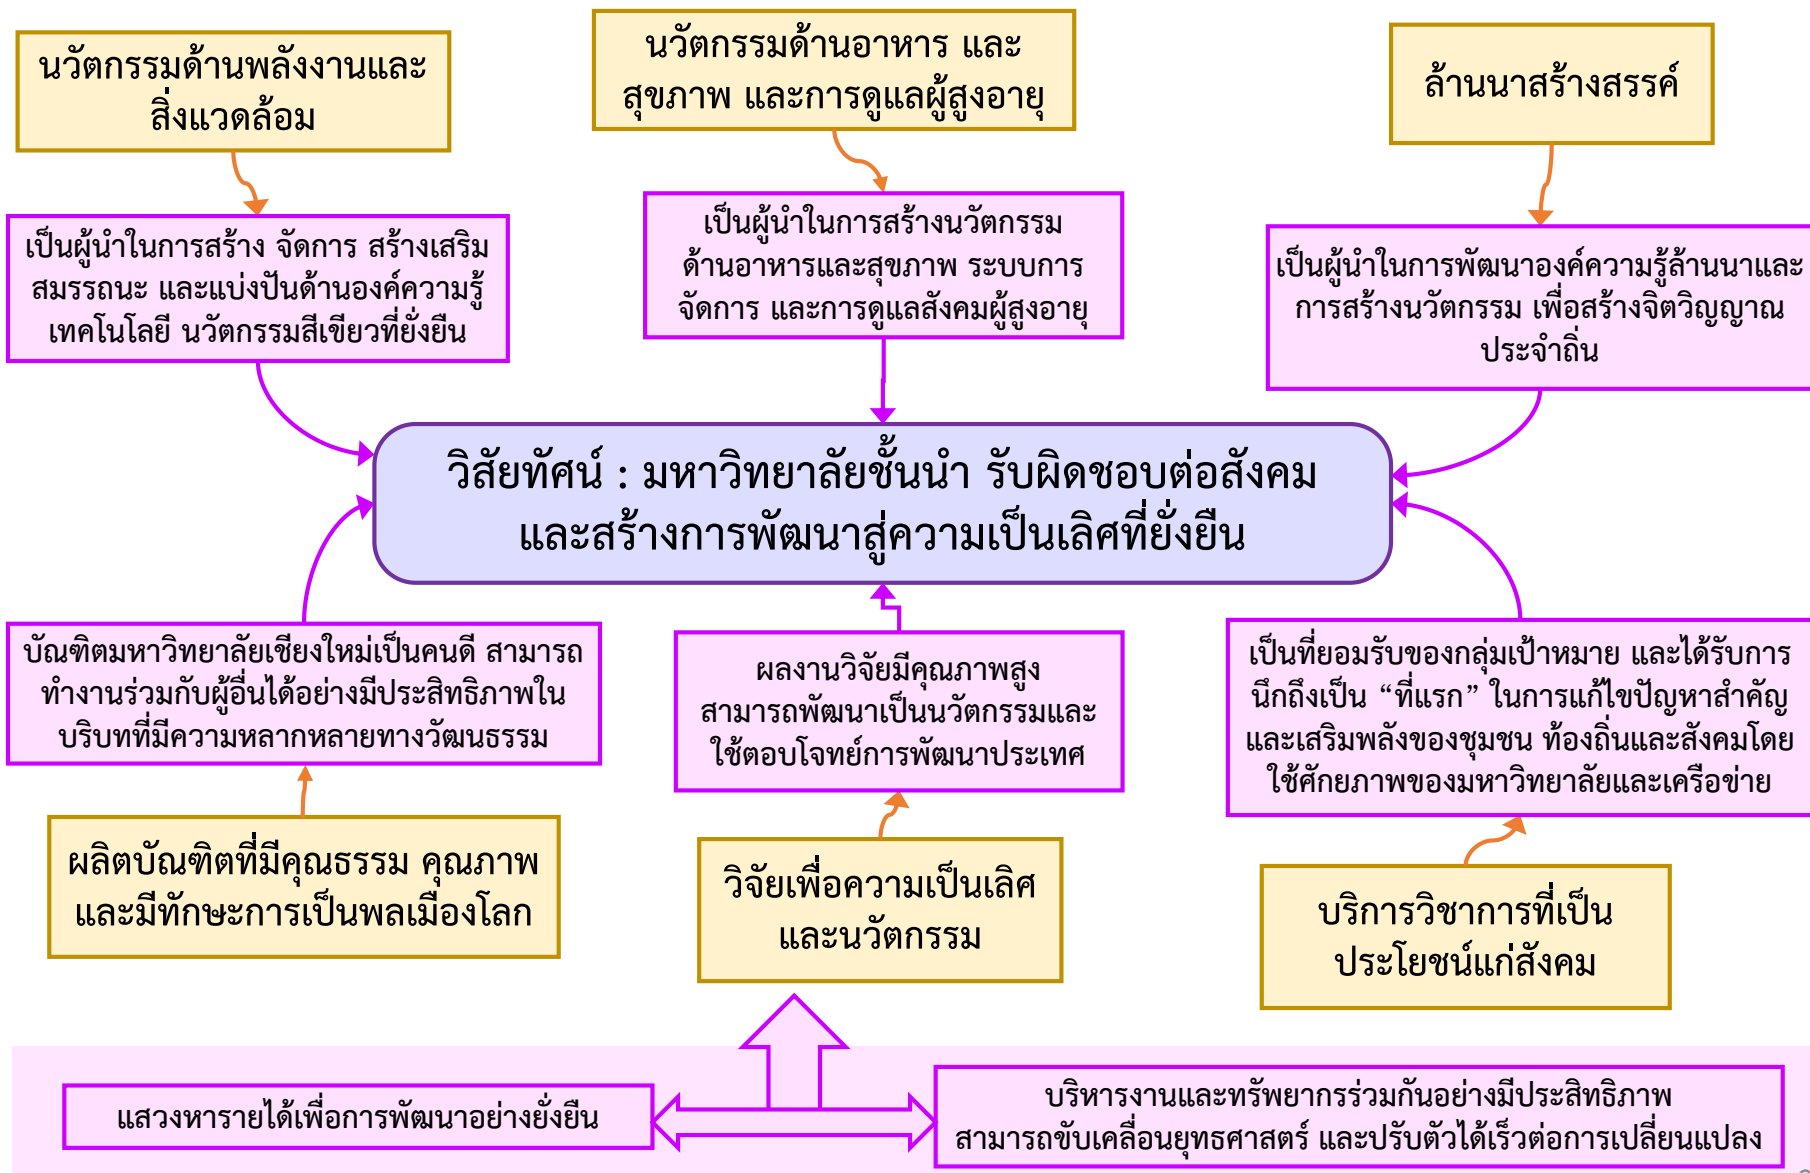 นวัตกรรมด้านพลังงานและ
สิ่งแวดล้อม
นวัตกรรมด้านอาหาร และ
สุขภาพ และการดูแลผู้สูงอายุ
ล้านนาสร้างสรรค์
เป็นผู้นำในการสร้าง จัดการ สร้างเสริม
สมรรถนะ และแบ่งปันด้านองค์ความรู้
เทคโนโลยี นวัตกรรมสีเขียวที่ยั่งยืน
เป็นผู้นำในการสร้างนวัตกรรม
ด้านอาหารและสุขภาพ ระบบการ
จัดการ และการดูแลสังคมผู้สูงอายุ
เป็นผู้นำในการพัฒนาองค์ความรู้ล้านนาและ
การสร้างนวัตกรรม เพื่อสร้างจิตวิญญาณ
ประจำถิ่น
วิสัยทัศน์ : มหาวิทยาลัยชั้นนำ รับผิดชอบต่อสังคม
และสร้างการพัฒนาสู่ความเป็นเลิศที่ยั่งยืน
บัณฑิตมหาวิทยาลัยเชียงใหม่เป็นคนดี สามารถ
ทำงานร่วมกับผู้อื่นได้อย่างมีประสิทธิภาพใน
บริบทที่มีความหลากหลายทางวัฒนธรรม
ผลงานวิจัยมีคุณภาพสูง
สามารถพัฒนาเป็นนวัตกรรมและ
ใช้ตอบโจทย์การพัฒนาประเทศ
เป็นที่ยอมรับของกลุ่มเป้าหมาย และได้รับการ
นึกถึงเป็น “ที่แรก” ในการแก้ไขปัญหาสำคัญ
และเสริมพลังของชุมชน ท้องถิ่นและสังคมโดย
ใช้ศักยภาพของมหาวิทยาลัยและเครือข่าย
ผลิตบัณฑิตที่มีคุณธรรม คุณภาพ
และมีทักษะการเป็นพลเมืองโลก
วิจัยเพื่อความเป็นเลิศ
และนวัตกรรม
บริการวิชาการที่เป็น
ประโยชน์แก่สังคม
แสวงหารายได้เพื่อการพัฒนาอย่างยั่งยืน
บริหารงานและทรัพยากรร่วมกันอย่างมีประสิทธิภาพ
สามารถขับเคลื่อนยุทธศาสตร์ และปรับตัวได้เร็วต่อการเปลี่ยนแปลง